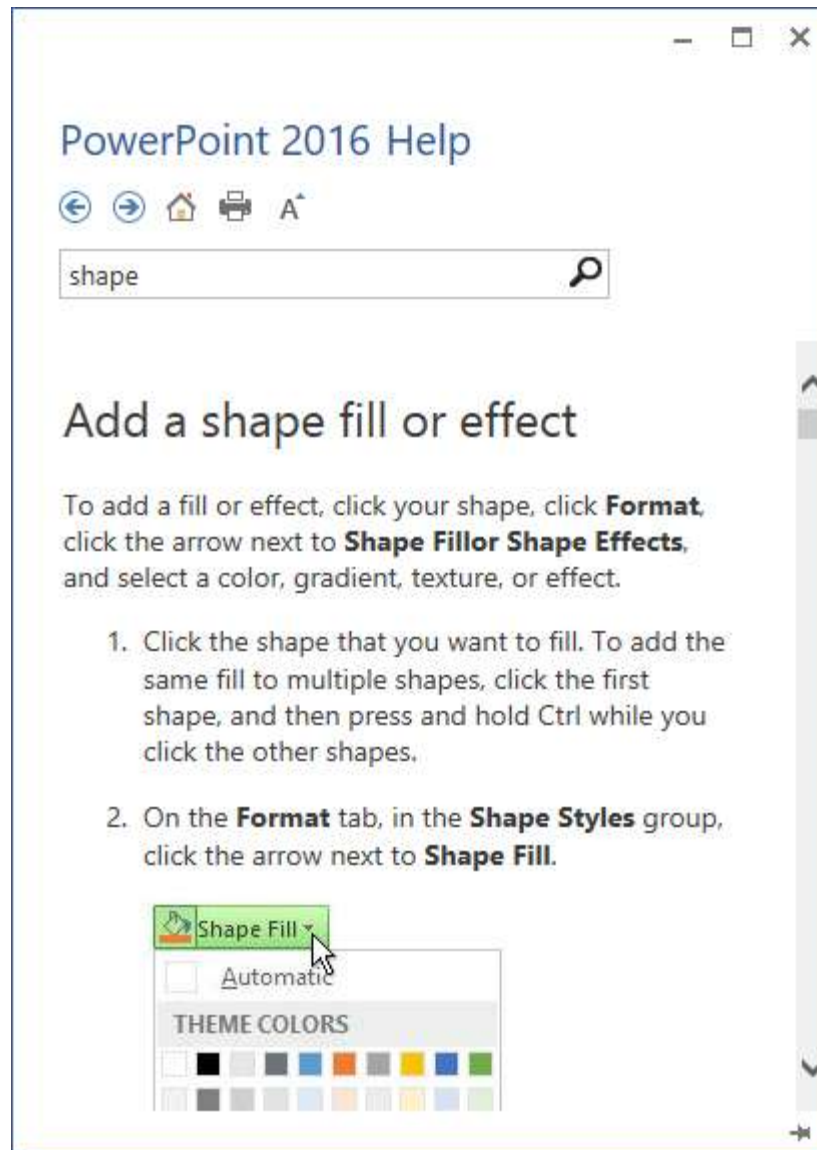 PowerPoint 2016 Help
A
shape
Add a shape fill or effect
To add a fill or effect, click your shape, click Format,
click the arrow next to Shape Fillor Shape Effects,
and select a color, gradient, texture, or effect.
1. Click the shape that you want to fill. To add the
same fill to multiple shapes, click the first
shape, and then press and hold Ctrl while you
click the other shapes.
2. On the Format tab, in the Shape Styles group,
click the arrow next to Shape Fill.
Shape Fill
Automatic
THEME COLORS